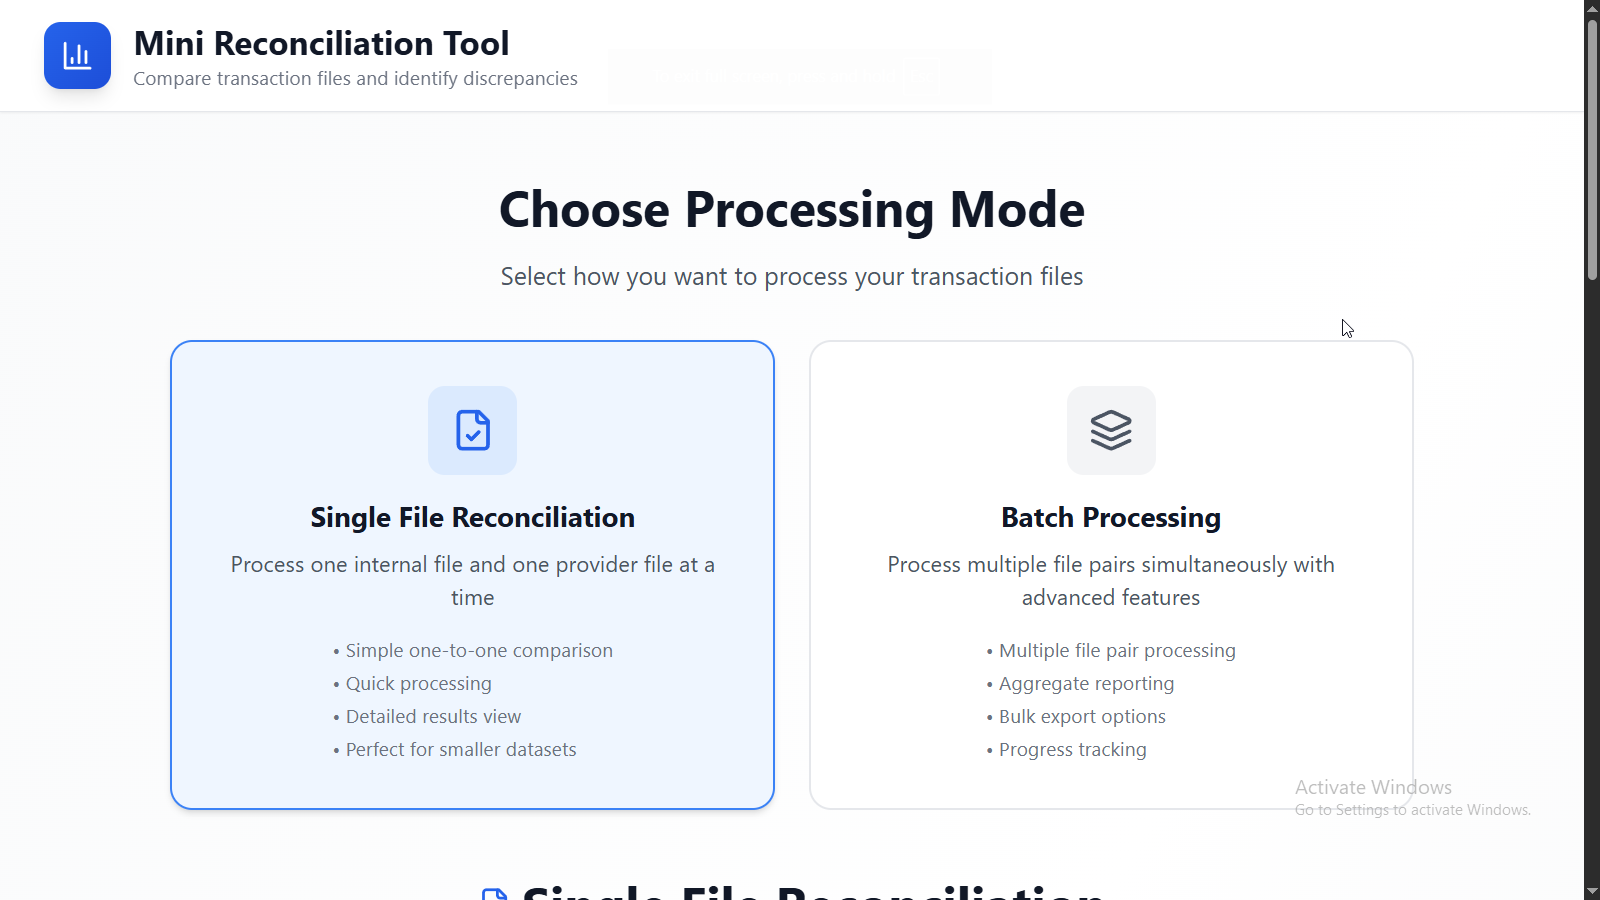 Mini Reconciliation Tool
Compare transaction files and identify discrepancies
Choose Processing Mode
Select how you want to process your transaction files
Single File Reconciliation
Process one internal file and one provider file at a
time
• Simple one-to-one comparison
• Quick processing
• Detailed results view
• Perfect for smaller datasets
Batch Processing
Process multiple file pairs simultaneously with
advanced features
• Multiple file pair processing
• Aggregate reporting
• Bulk export options
• Progress tracking
Activate Windows
Go to Settings to activate Windows.
Single File Reconciliation